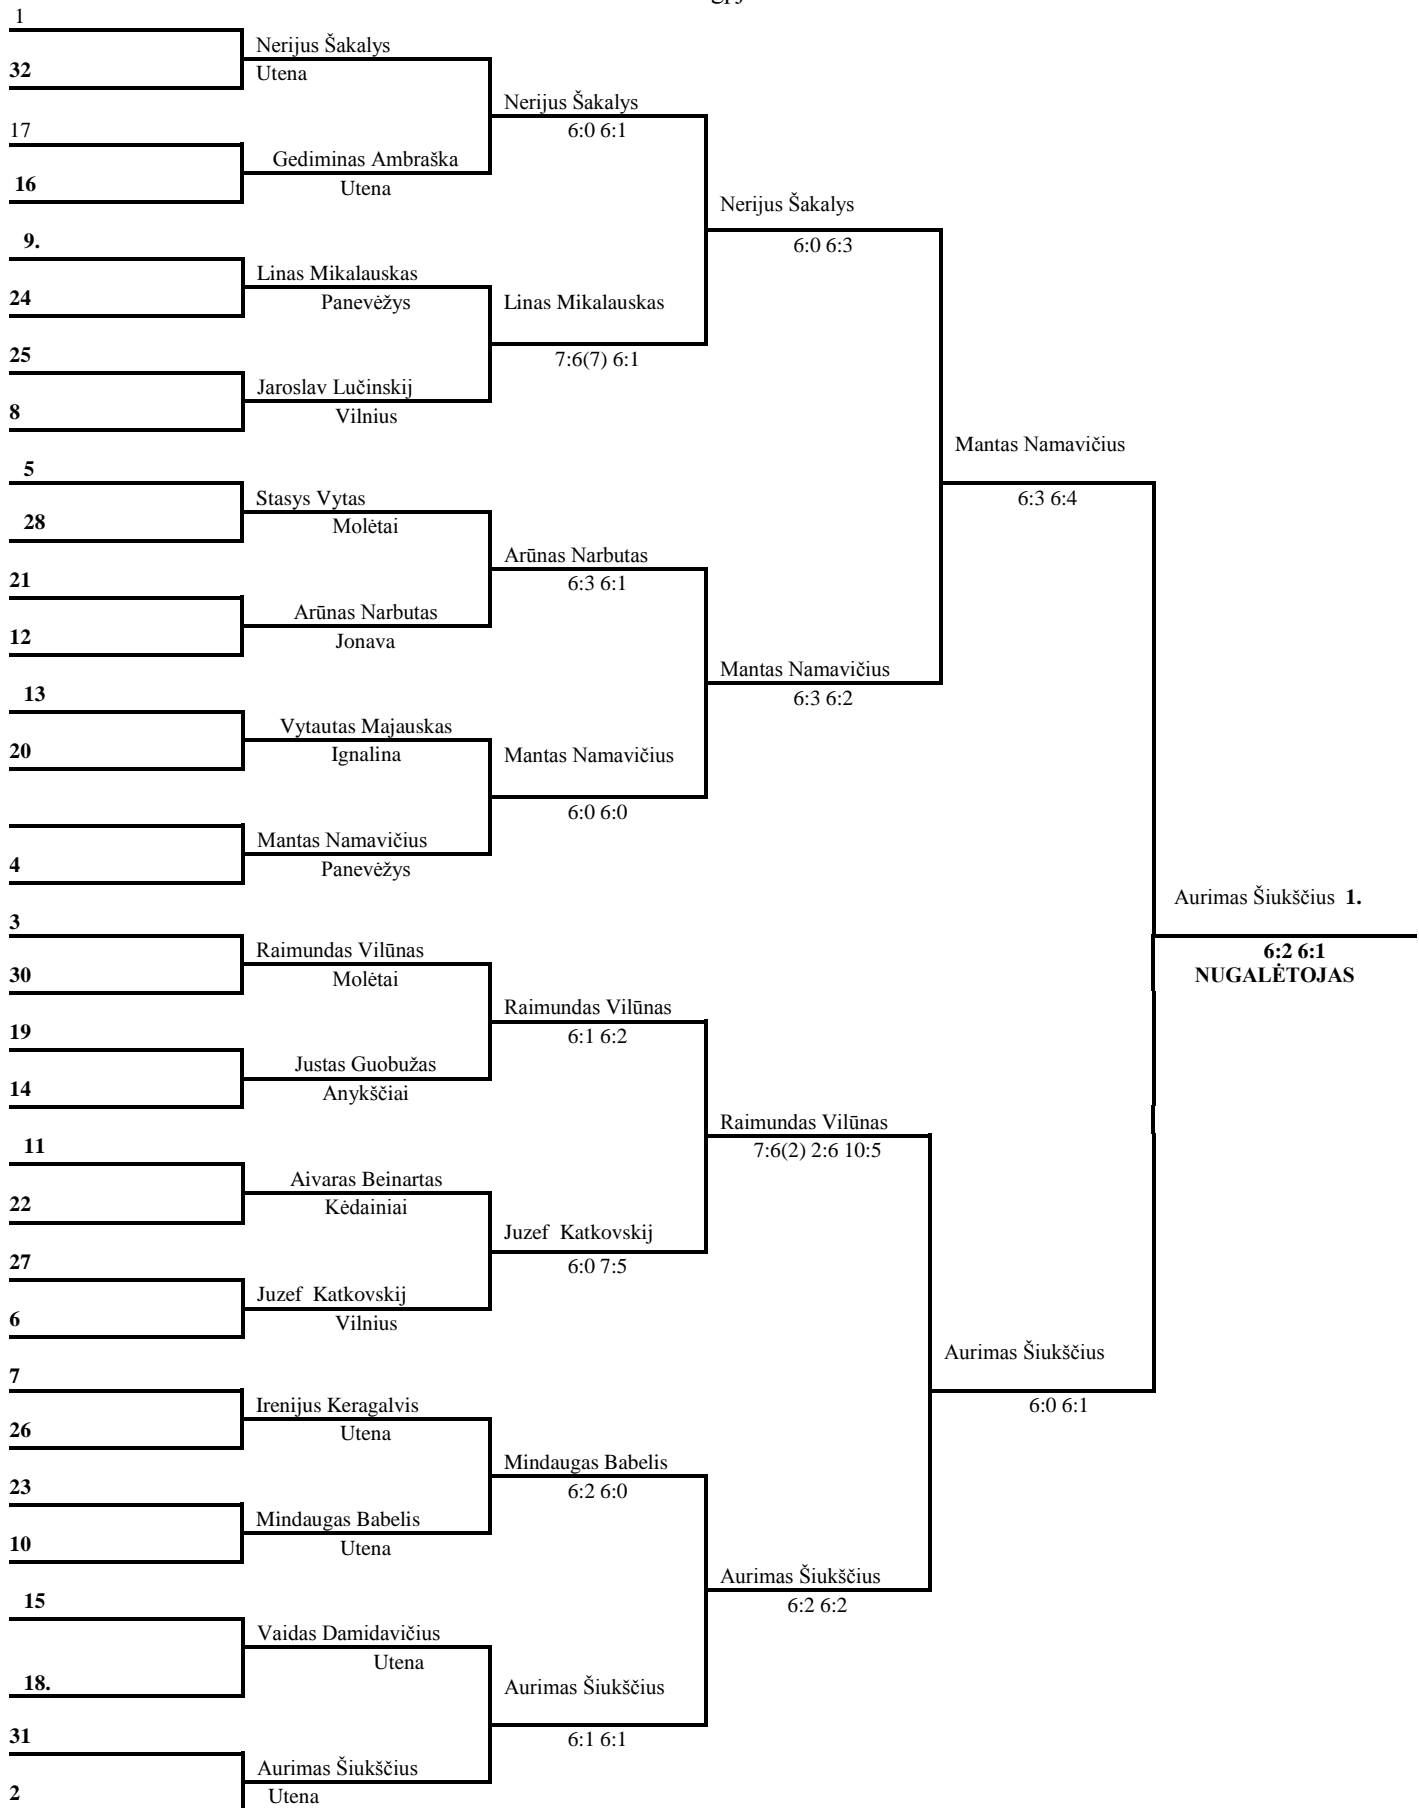 1
Nerijus Šakalys
32
Utena
Nerijus Šakalys
6:0 6:1
17
Gediminas Ambraška
16
Utena
Nerijus Šakalys
6:0 6:3
9.
Linas Mikalauskas
24
Panevėžys
Linas Mikalauskas
7:6(7) 6:1
25
Jaroslav Lučinskij
8
Vilnius
Mantas Namavičius
6:3 6:4
5
Stasys Vytas
28
Molėtai
Arūnas Narbutas
6:3 6:1
21
Arūnas Narbutas
12
Jonava
Mantas Namavičius
6:3 6:2
13
Vytautas Majauskas
20
Ignalina
Mantas Namavičius
6:0 6:0
Mantas Namavičius
4
Panevėžys
Aurimas Šiukščius 1.
6:2 6:1
NUGALĖTOJAS
3
Raimundas Vilūnas
30
Molėtai
Raimundas Vilūnas
6:1 6:2
19
Justas Guobužas
14
Anykščiai
Raimundas Vilūnas
7:6(2) 2:6 10:5
11
Aivaras Beinartas
22
Kėdainiai
Juzef Katkovskij
6:0 7:5
27
Juzef Katkovskij
6
Vilnius
Aurimas Šiukščius
6:0 6:1
7
Irenijus Keragalvis
26
Utena
Mindaugas Babelis
6:2 6:0
23
Mindaugas Babelis
10
Utena
Aurimas Šiukščius
6:2 6:2
15
Vaidas Damidavičius
Utena
18.
Aurimas Šiukščius
6:1 6:1
31
Aurimas Šiukščius
2
Utena